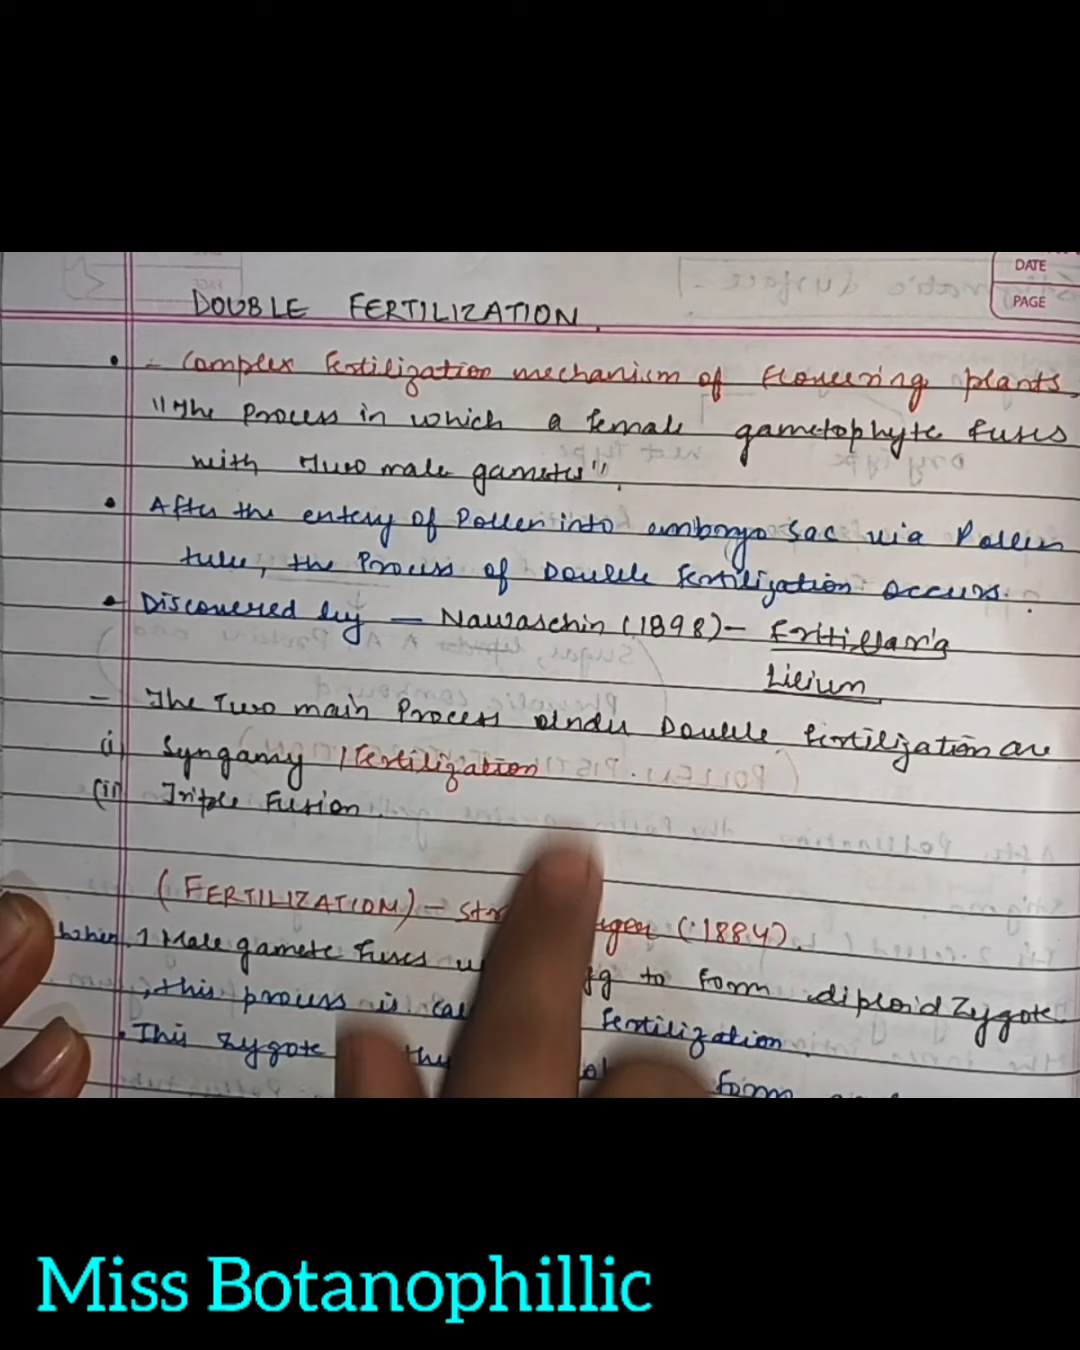 DATE
PAGE
DOUBLE FERTILIZATION.
• - Complex fertilization mechanism of flowering plants.
"The process in which a female gametophyte fuses
with Two male gametes".
• After the entery of Pollen into embryo sac via Pollen
tube, the Process of Double fertilization occurs.
• Discovered by - Nawaschin (1898) - Fritillaria
Lilium
- The Two main Process under Double fertilization are
(i) Syngamy / Fertilization
(ii) Triple Fusion.
(FERTILIZATION) - (1884).
When 1 Male gamete fuses to form diploid Zygote.
, this process is fertilization.
• This zygote form
Miss Botanophillic